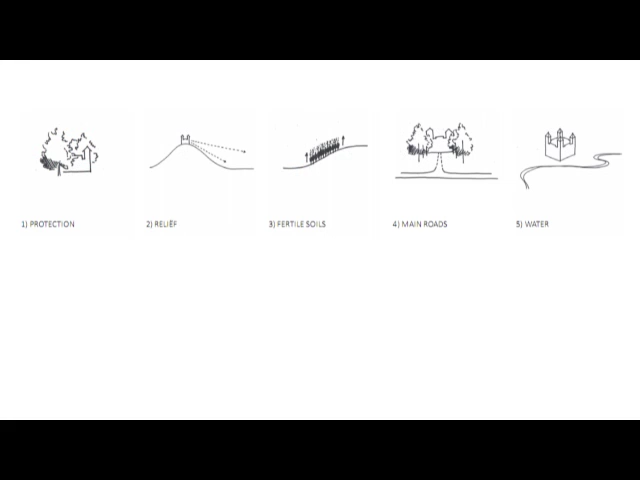 1) PROTECTION
2) RELIEF
3) FERTILE SOILS
4) MAIN ROADS
5) WATER